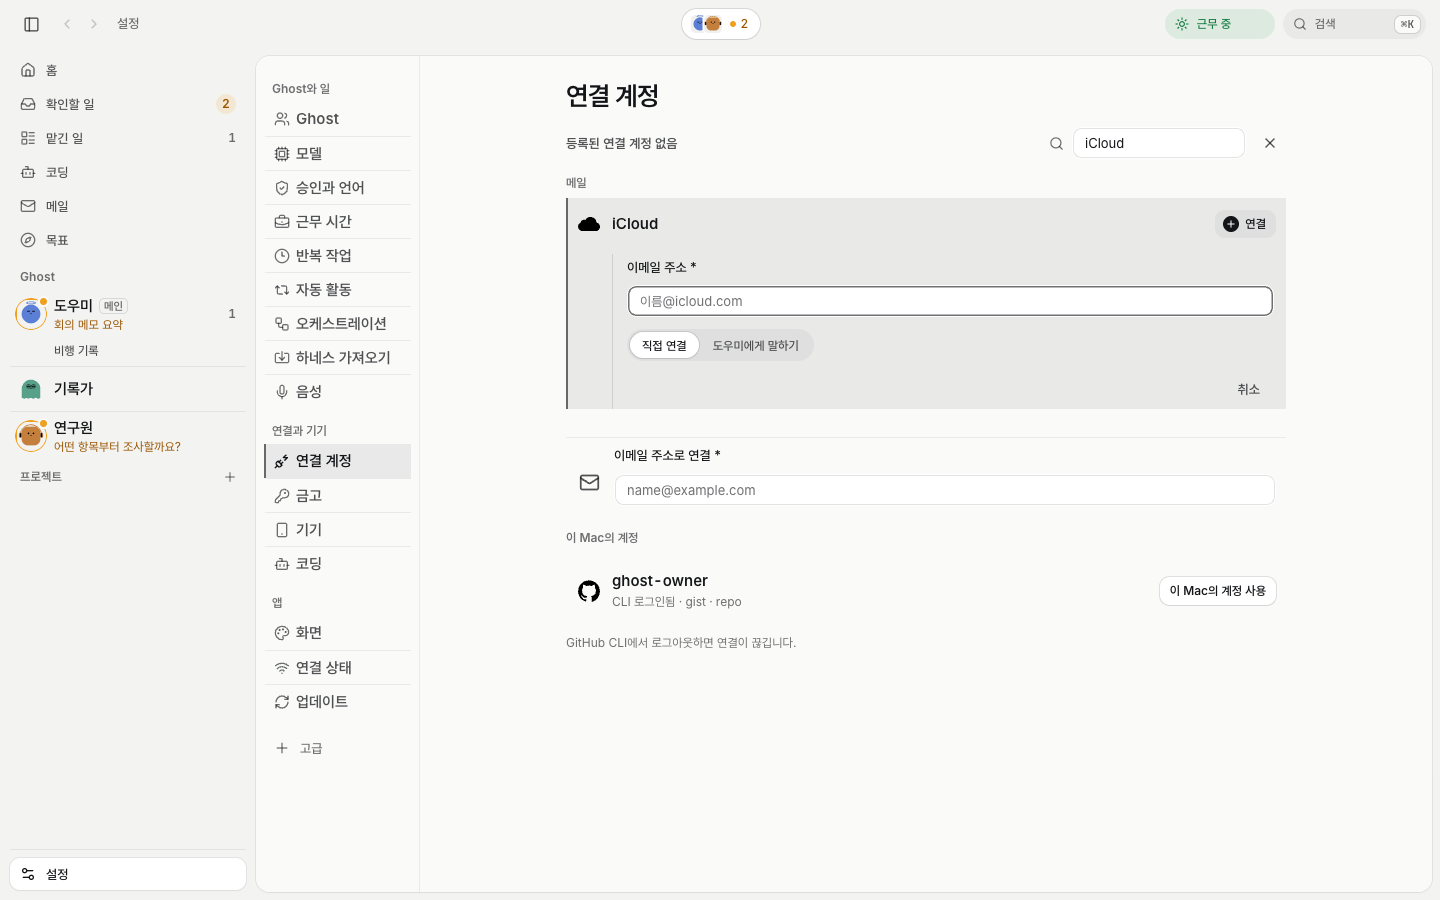 설정
2
근무 중
검색
⌘K
홈
확인할 일
2
맡긴 일
1
코딩
메일
목표
Ghost
도우미
메인
회의 메모 요약
1
비행 기록
기록가
연구원
어떤 항목부터 조사할까요?
프로젝트
설정
Ghost와 일
Ghost
모델
승인과 언어
근무 시간
반복 작업
자동 활동
오케스트레이션
하네스 가져오기
음성
연결과 기기
연결 계정
금고
기기
코딩
앱
화면
연결 상태
업데이트
고급
연결 계정
등록된 연결 계정 없음
iCloud
메일
iCloud
연결
이메일 주소 *
이름@icloud.com
직접 연결
도우미에게 말하기
취소
이메일 주소로 연결 *
name@example.com
이 Mac의 계정
ghost-owner
CLI 로그인됨 · gist · repo
이 Mac의 계정 사용
GitHub CLI에서 로그아웃하면 연결이 끊깁니다.